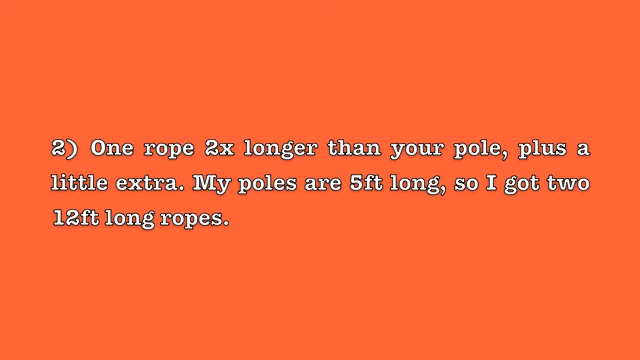 2) One rope 2x longer than your pole, plus a
little extra. My poles are 5ft long, so I got two
12ft long ropes.